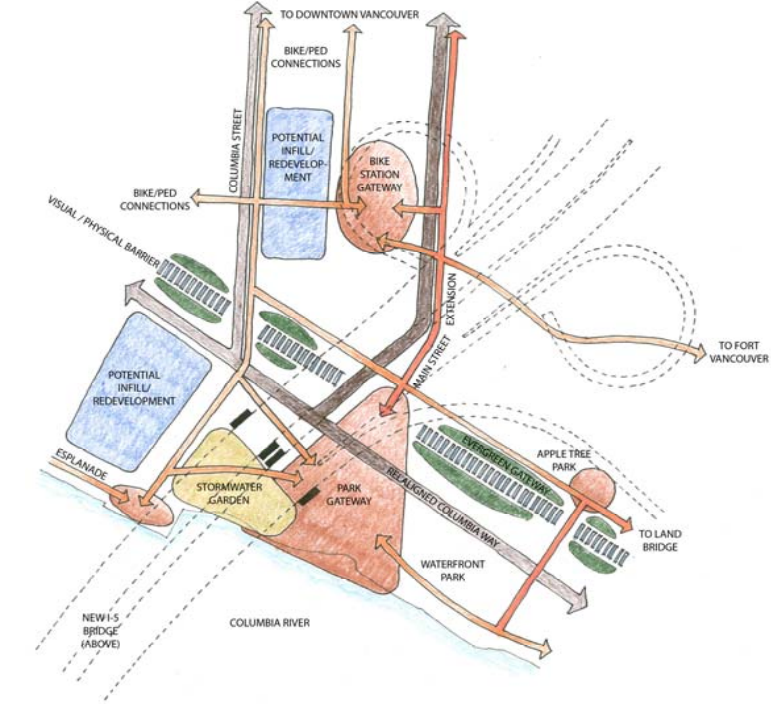 TO DOWNTOWN VANCOUVER
BIKE/PED
CONNECTIONS
COLUMBIA STREET
POTENTIAL
INFILL/
REDEVELOP-
MENT
BIKE
STATION
GATEWAY
BIKE/PED
CONNECTIONS
VISUAL / PHYSICAL BARRIER
MAIN STREET
EXTENSION
TO FORT
VANCOUVER
POTENTIAL
INFILL/
REDEVELOPMENT
ESPLANADE
STORMWATER
GARDEN
PARK
GATEWAY
EVERGREEN GATEWAY
APPLE TREE
PARK
RELALIGNED COLUMBIA WAY
TO LAND
BRIDGE
WATERFRONT
PARK
NEW I-5
BRIDGE
(ABOVE)
COLUMBIA RIVER